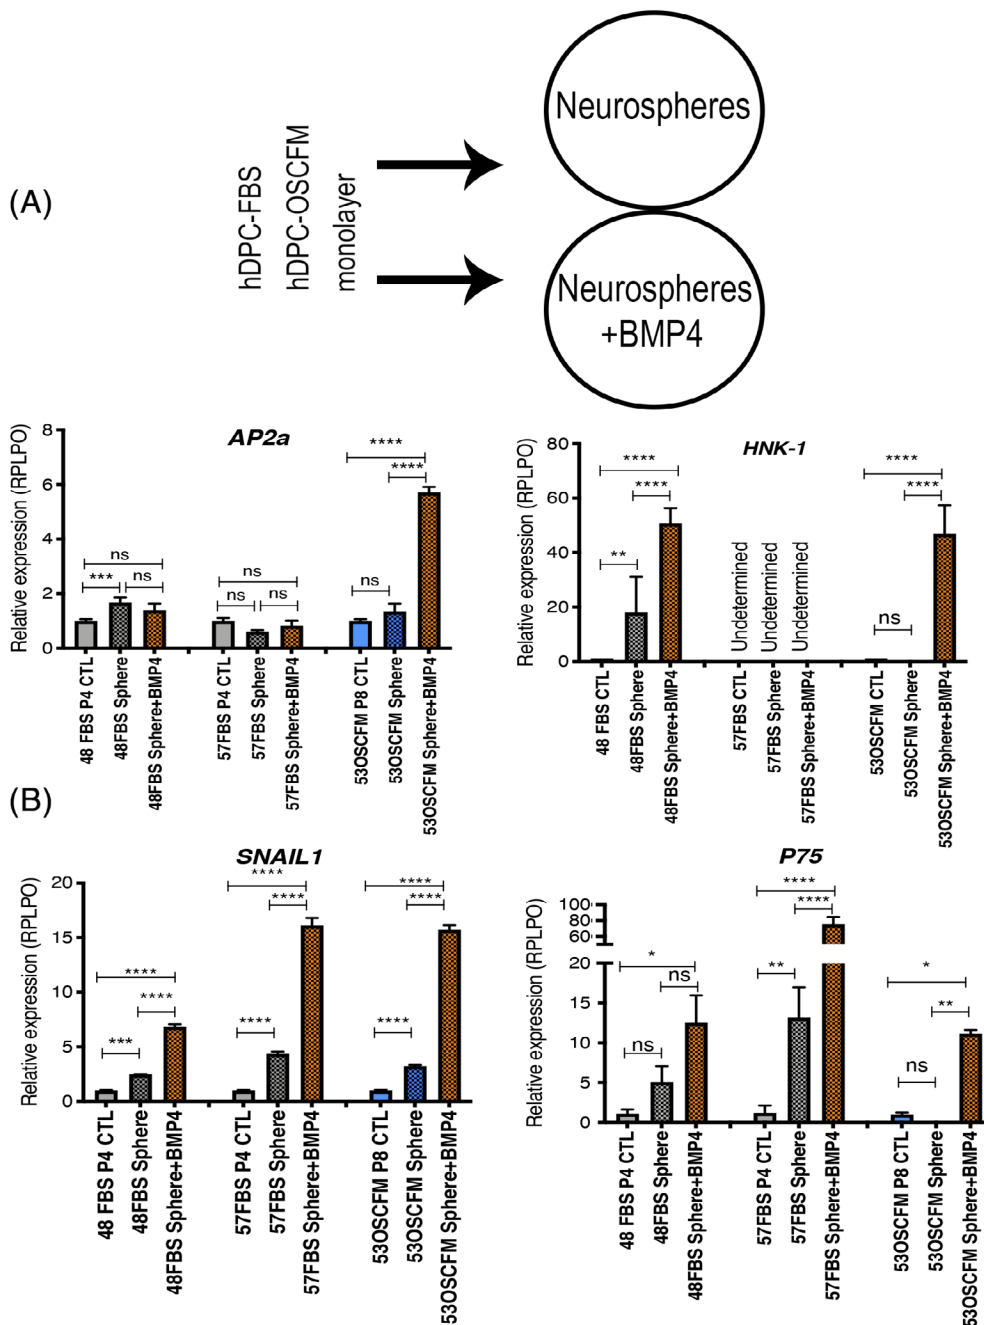 (A)
hDPC-FBS
hDPC-OSCFM
monolayer
Neurospheres
Neurospheres
+BMP4
AP2a
Relative expression (RPLPO)
8
6
4
2
0
ns
*** ns
ns
ns ns
****
****
ns
48 FBS P4 CTL
48FBS Sphere
48FBS Sphere+BMP4
57FBS P4 CTL
57FBS Sphere
57FBS Sphere+BMP4
53OSCFM P8 CTL
53OSCFM Sphere
53OSCFM Sphere+BMP4
HNK-1
Relative expression (RPLPO)
80
60
40
20
0
****
****
**
Undetermined
Undetermined
Undetermined
****
****
ns
48 FBS CTL
48FBS Sphere
48FBS Sphere+BMP4
57FBS CTL
57FBS Sphere
57FBS Sphere+BMP4
53OSCFM CTL
53OSCFM Sphere
53OSCFM Sphere+BMP4
(B)
SNAIL1
Relative expression (RPLPO)
20
15
10
5
0
****
****
***
****
****
****
****
****
****
48 FBS P4 CTL
48FBS Sphere
48FBS Sphere+BMP4
57FBS P4 CTL
57FBS Sphere
57FBS Sphere+BMP4
53OSCFM P8 CTL
53OSCFM Sphere
53OSCFM Sphere+BMP4
P75
Relative expression (RPLPO)
100
80
60
20
15
10
5
0
*
ns
ns
****
****
**
*
**
ns
48 FBS P4 CTL
48FBS Sphere
48FBS Sphere+BMP4
57FBS P4 CTL
57FBS Sphere
57FBS Sphere+BMP4
53OSCFM P8 CTL
53OSCFM Sphere
53OSCFM Sphere+BMP4